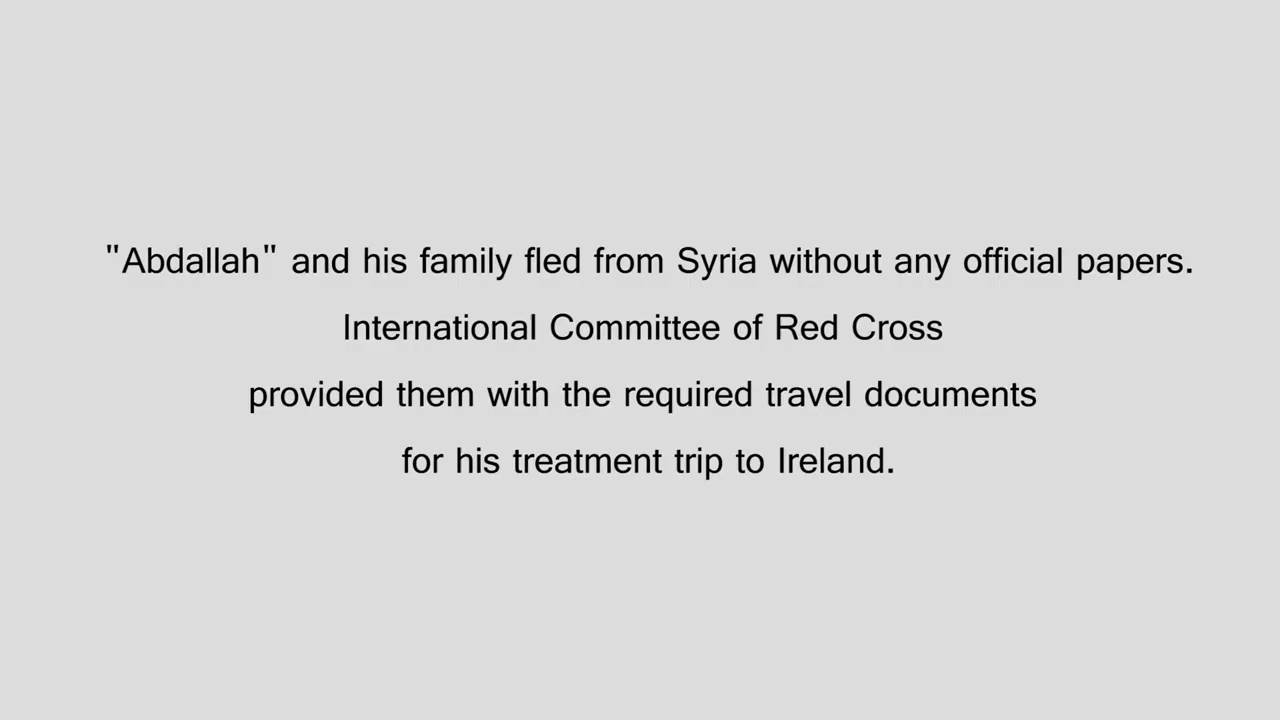 "Abdallah" and his family fled from Syria without any official papers.
International Committee of Red Cross
provided them with the required travel documents
for his treatment trip to Ireland.